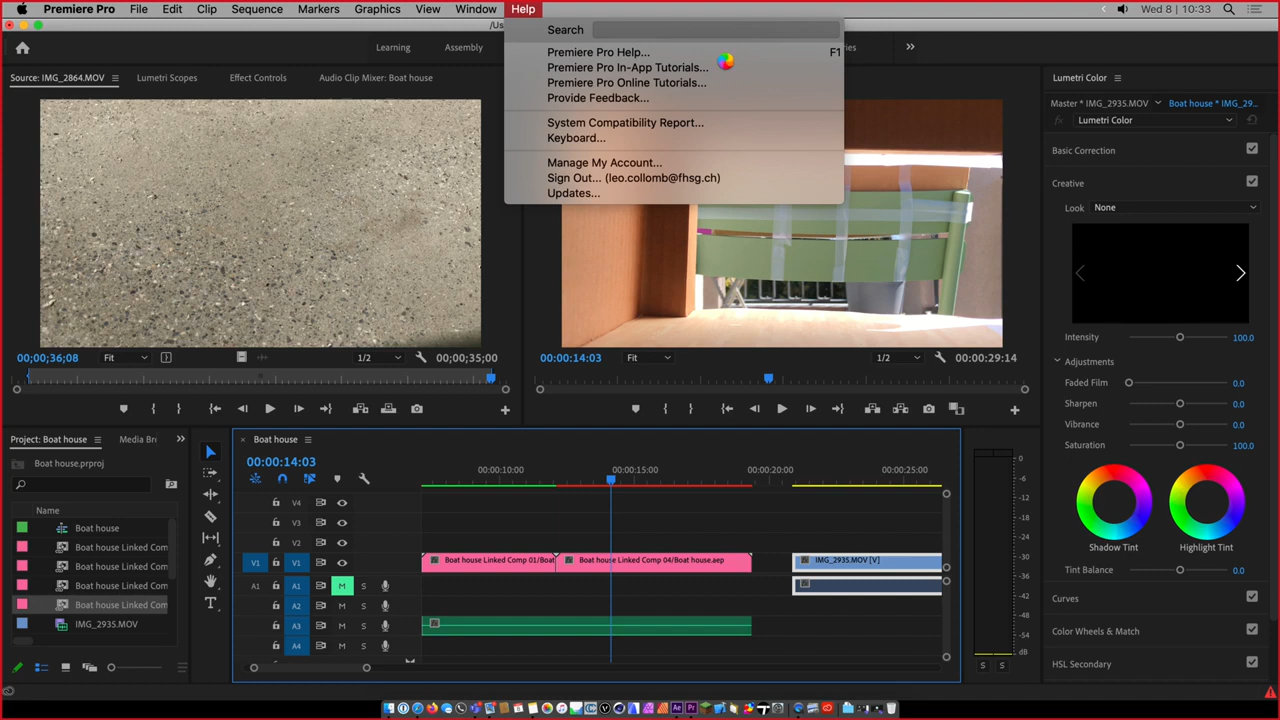 Premiere Pro File Edit Clip Sequence Markers Graphics View Window Help Wed 8 10:33
/Us
Learning Assembly ies
Search
Premiere Pro Help... F1
Premiere Pro In-App Tutorials...
Premiere Pro Online Tutorials...
Provide Feedback...
System Compatibility Report...
Keyboard...
Manage My Account...
Sign Out... (leo.collomb@fhsg.ch)
Updates...
Source: IMG_2864.MOV Lumetri Scopes Effect Controls Audio Clip Mixer: Boat house
00;00;36;08 Fit 1/2 00;00;35;00
00:00:14:03 Fit 1/2 00:00:29:14
Lumetri Color
Master * IMG_2935.MOV Boat house * IMG_29...
fx Lumetri Color
Basic Correction
Creative
Look None
Intensity 100.0
Adjustments
Faded Film 0.0
Sharpen 0.0
Vibrance 0.0
Saturation 100.0
Shadow Tint Highlight Tint
Tint Balance 0.0
Curves
Color Wheels & Match
HSL Secondary
Project: Boat house Media Br
Boat house.prproj
Name
Boat house
Boat house Linked Com
Boat house Linked Com
Boat house Linked Com
Boat house Linked Com
IMG_2935.MOV
Boat house
00:00:14:03
00:00:10:00 00:00:15:00 00:00:20:00 00:00:25:00
V4
V3
V2
V1 V1 Boat house Linked Comp 01/Boat Boat house Linked Comp 04/Boat house.aep IMG_2935.MOV [V]
A1 A1 M S
A2 M S
A3 M S
A4 M S
0
-6
-12
-18
-24
-30
-36
-42
-48
-54
dB
S S
Ae Pr